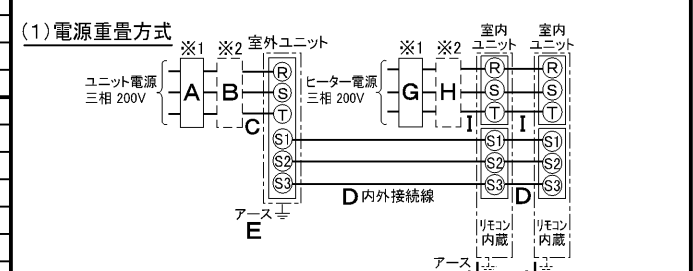 (1)電源重畳方式
※1 ※2 室外ユニット ※1 ※2 室内ユニット 室内ユニット
ユニット電源
三相 200V
A B C
R
S
T
S1
S2
S3
ヒーター電源
三相 200V
G H I I
R R
S S
T T
S1 S1
S2 S2
S3 S3
D 内外接続線 D
アース
E
リモコン
内蔵
リモコン
内蔵
アース